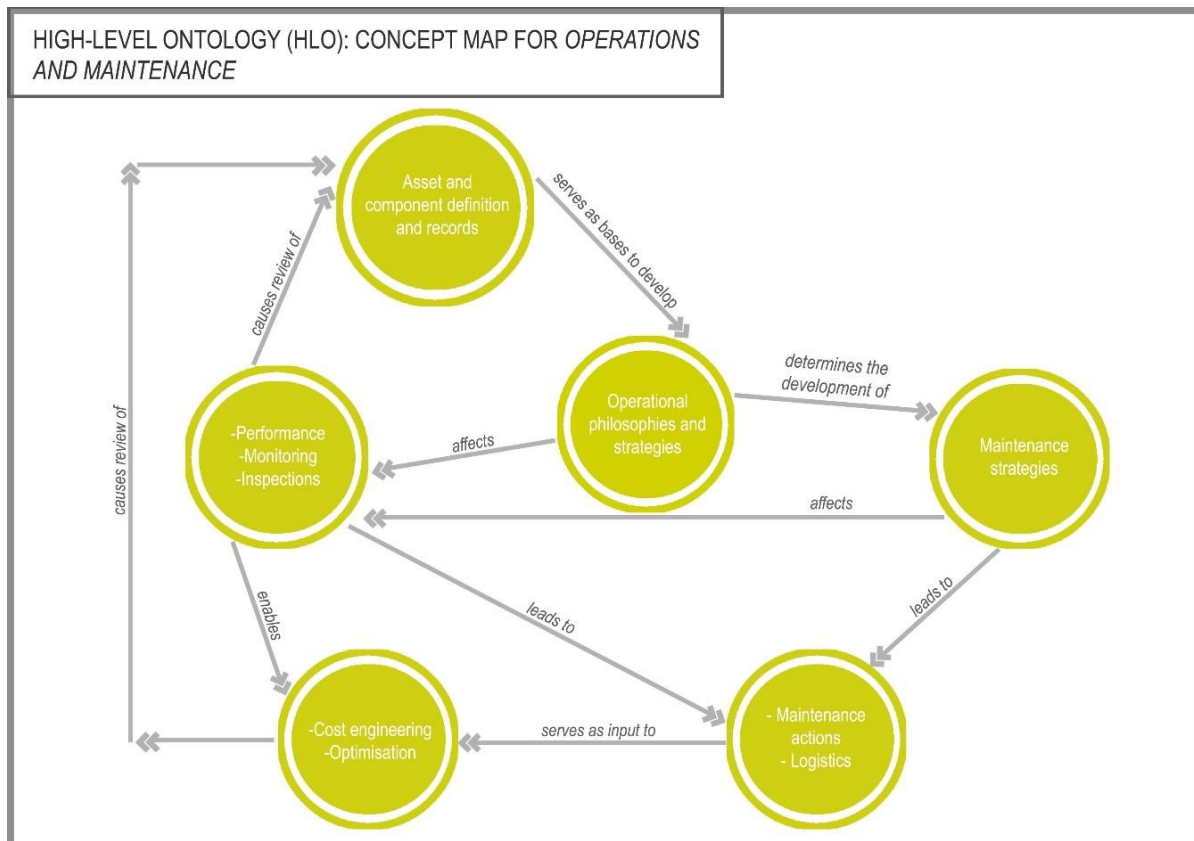 HIGH-LEVEL ONTOLOGY (HLO): CONCEPT MAP FOR OPERATIONS
AND MAINTENANCE
Asset and
component definition
and records
serves as bases to develop
causes review of
causes review of
Operational
philosophies and
strategies
determines the
development of
Maintenance
strategies
-Performance
-Monitoring
-Inspections
affects
affects
enables
leads to
leads to
-Cost engineering
-Optimisation
serves as input to
- Maintenance
actions
- Logistics